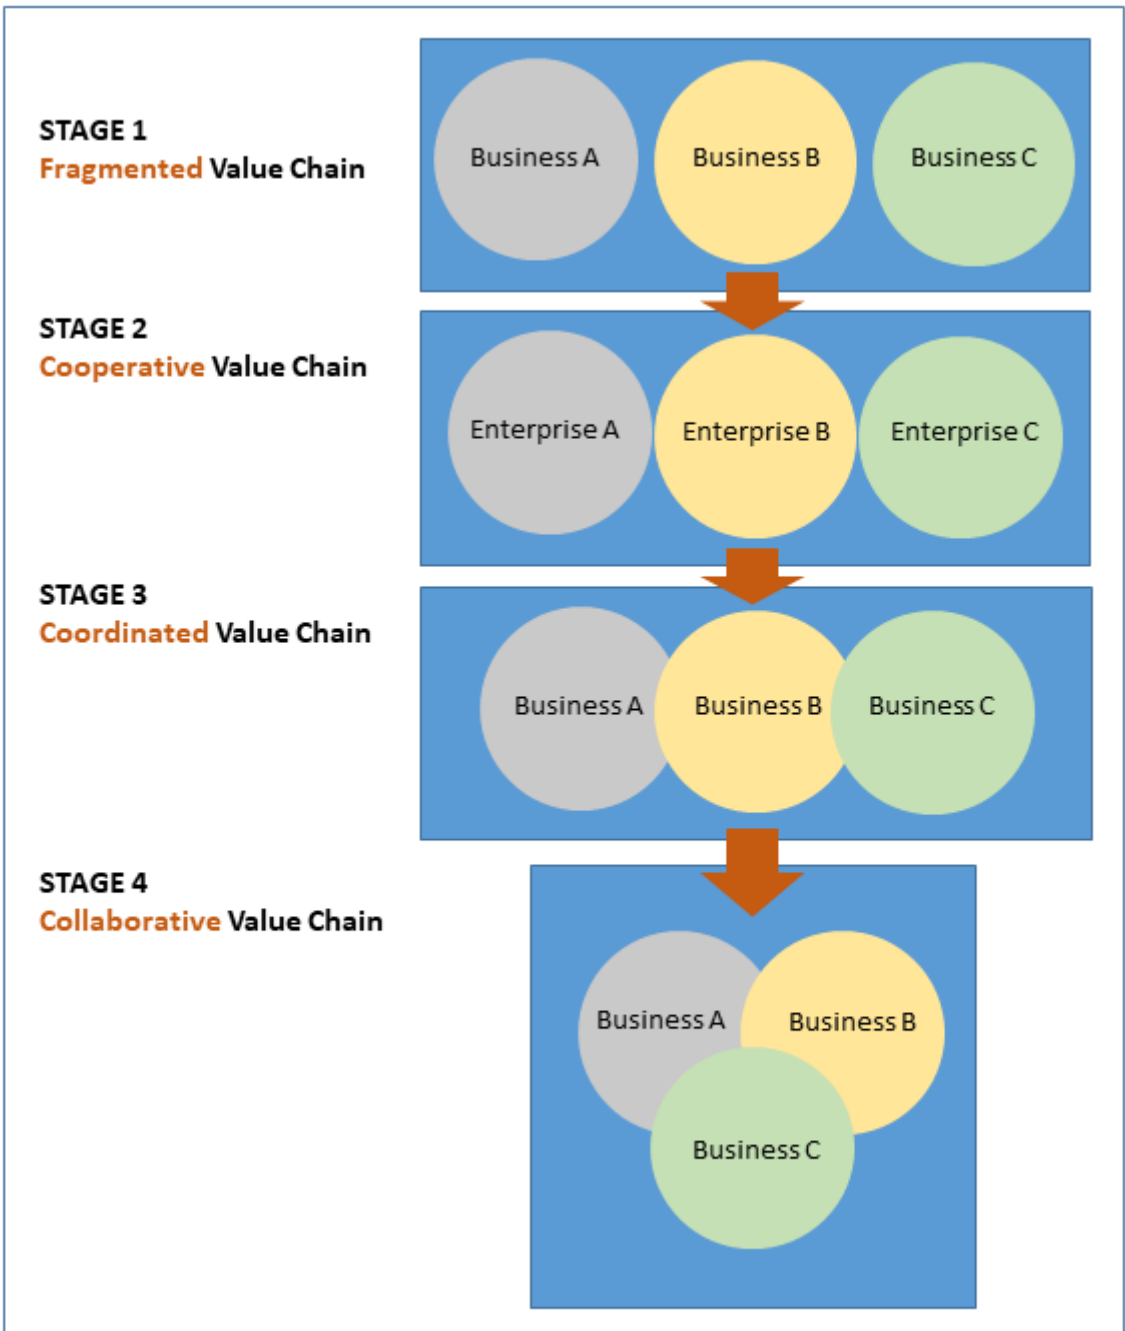 STAGE 1
Fragmented Value Chain
Business A
Business B
Business C
STAGE 2
Cooperative Value Chain
Enterprise A
Enterprise B
Enterprise C
STAGE 3
Coordinated Value Chain
Business A
Business B
Business C
STAGE 4
Collaborative Value Chain
Business A
Business B
Business C